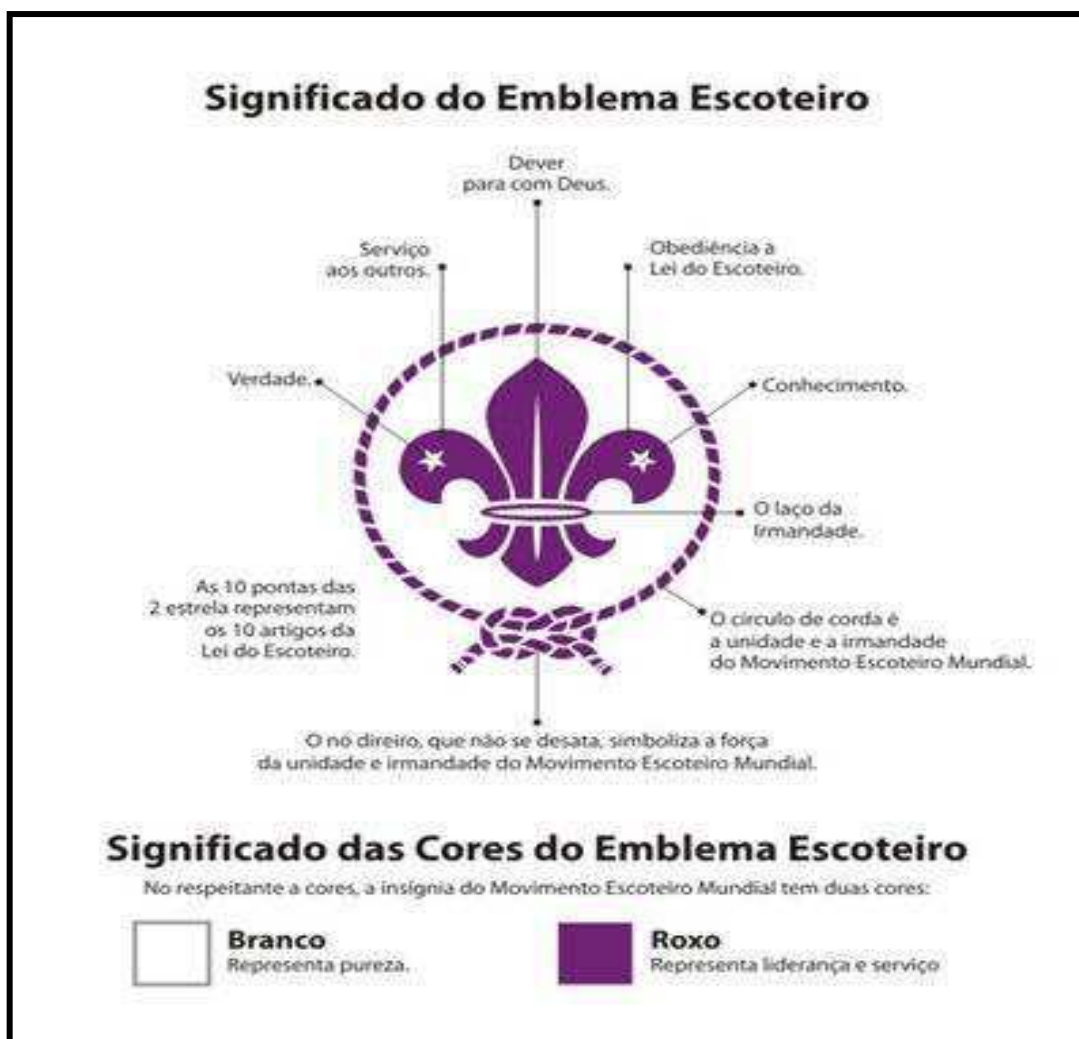 Significado do Emblema Escoteiro
Dever
para com Deus.
Serviço
aos outros.
Obediência a
Lei do Escoteiro.
Verdade.
Conhecimento.
O laço da
Irmandade.
As 10 pontas das
2 estrela representam
os 10 artigos da
Lei do Escoteiro.
O círculo de corda é
a unidade e a irmandade
do Movimento Escoteiro Mundial.
O nó direiro, que não se desata, simboliza a força
da unidade e irmandade do Movimento Escoteiro Mundial.
Significado das Cores do Emblema Escoteiro
No respeitante a cores, a insígnia do Movimento Escoteiro Mundial tem duas cores:
Branco
Representa pureza.
Roxo
Representa liderança e serviço